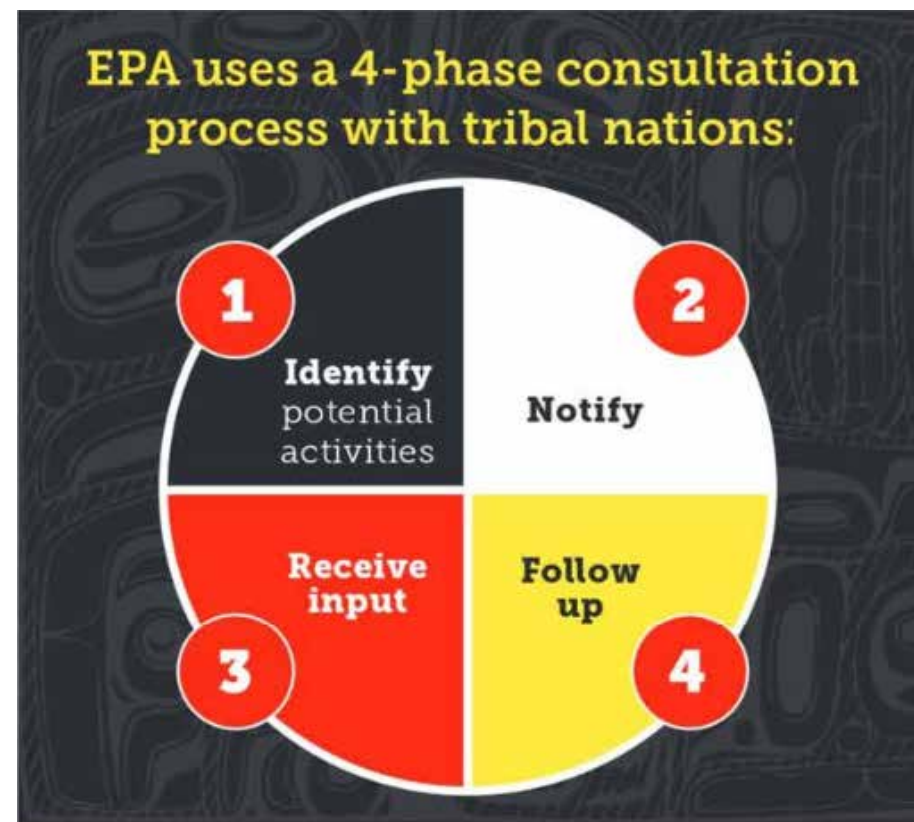 EPA uses a 4-phase consultation
process with tribal nations:
1
Identify
potential
activities
2
Notify
3
Receive
input
4
Follow
up